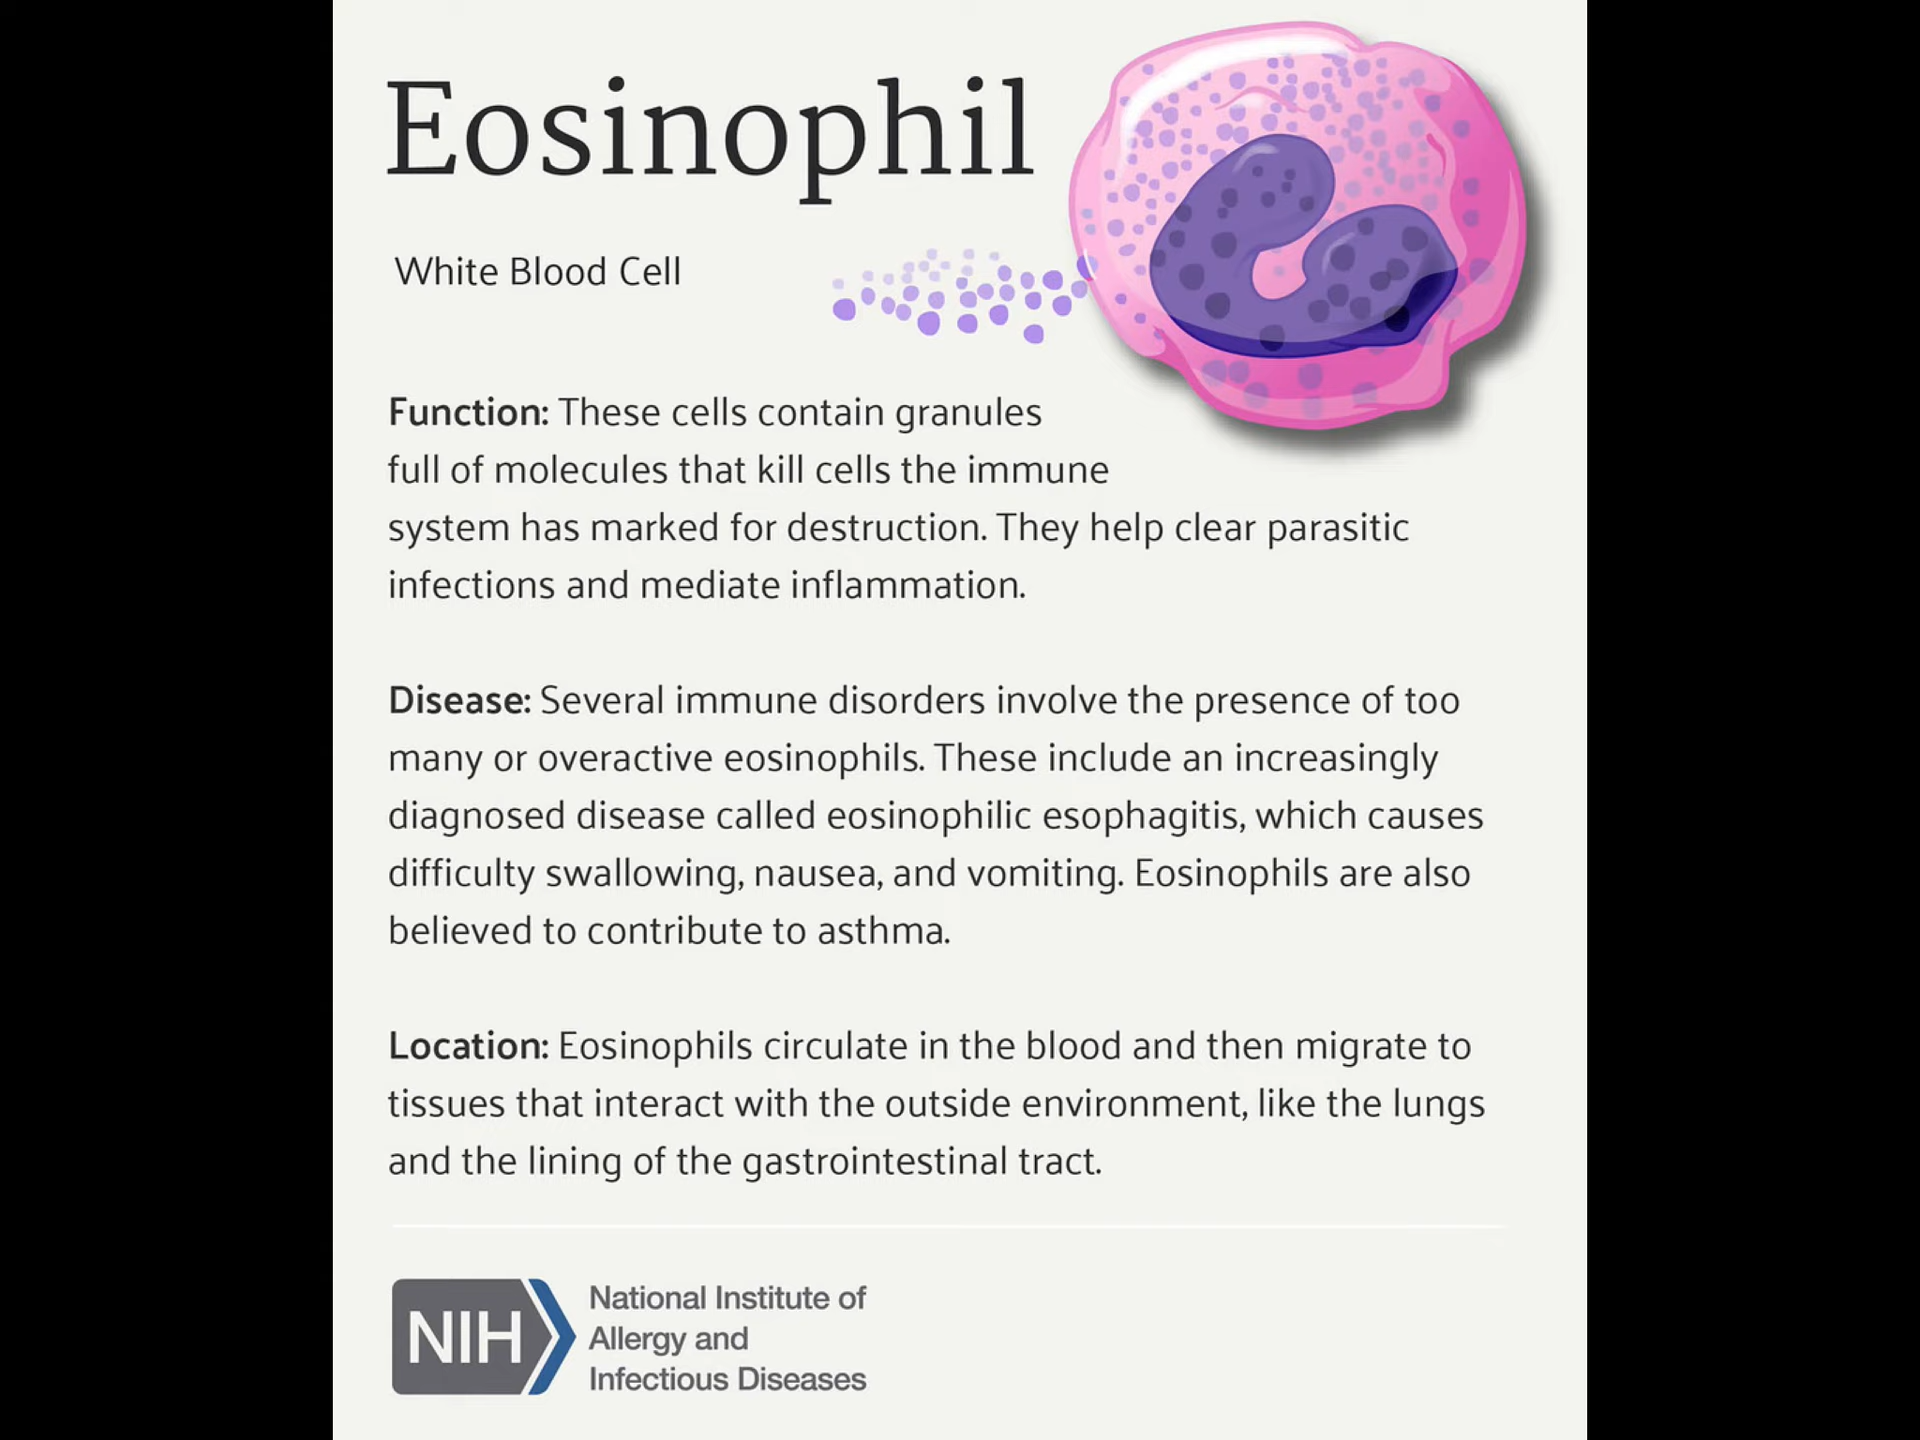 Eosinophil
White Blood Cell
Function: These cells contain granules
full of molecules that kill cells the immune
system has marked for destruction. They help clear parasitic
infections and mediate inflammation.
Disease: Several immune disorders involve the presence of too
many or overactive eosinophils. These include an increasingly
diagnosed disease called eosinophilic esophagitis, which causes
difficulty swallowing, nausea, and vomiting. Eosinophils are also
believed to contribute to asthma.
Location: Eosinophils circulate in the blood and then migrate to
tissues that interact with the outside environment, like the lungs
and the lining of the gastrointestinal tract.
NIH
National Institute of
Allergy and
Infectious Diseases